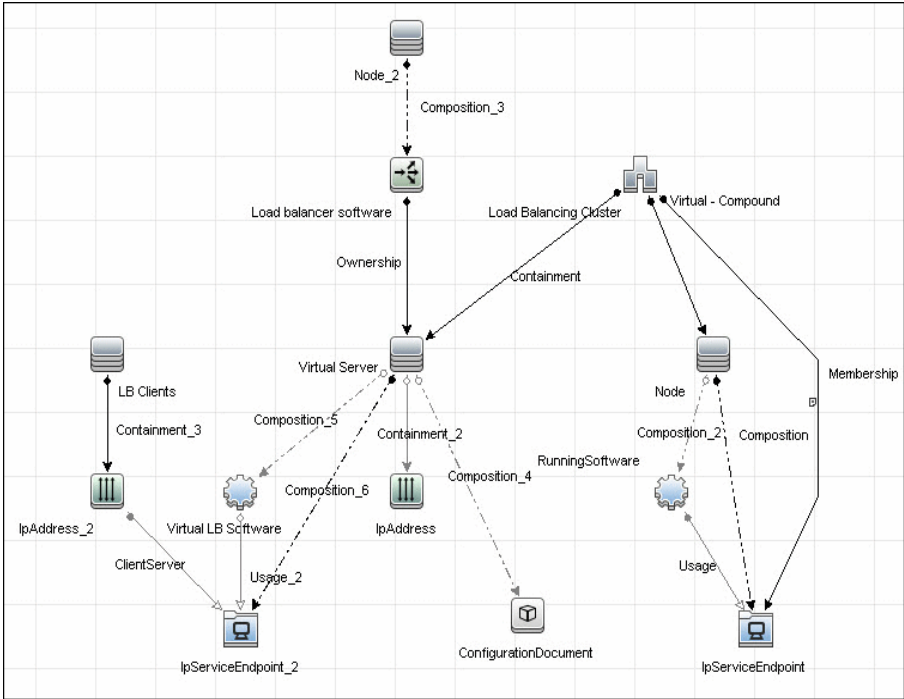 Node_2
Composition_3
Load balancer software
Load Balancing Cluster
Virtual - Compound
Ownership
Containment
LB Clients
Virtual Server
Node
Membership
Containment_3
Composition_5
Containment_2
Composition_2
Composition
Composition_6
Composition_4
RunningSoftware
IpAddress_2
Virtual LB Software
IpAddress
ClientServer
Usage_2
Usage
IpServiceEndpoint_2
ConfigurationDocument
IpServiceEndpoint